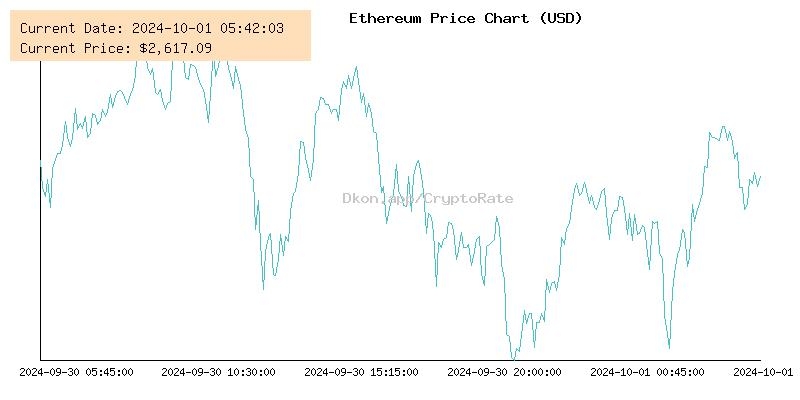 Ethereum Price Chart (USD)
Current Date: 2024-10-01 05:42:03
Current Price: $2,617.09
Dkon.app/CryptoRate
2024-09-30 05:45:00 2024-09-30 10:30:00 2024-09-30 15:15:00 2024-09-30 20:00:00 2024-10-01 00:45:00 2024-10-01